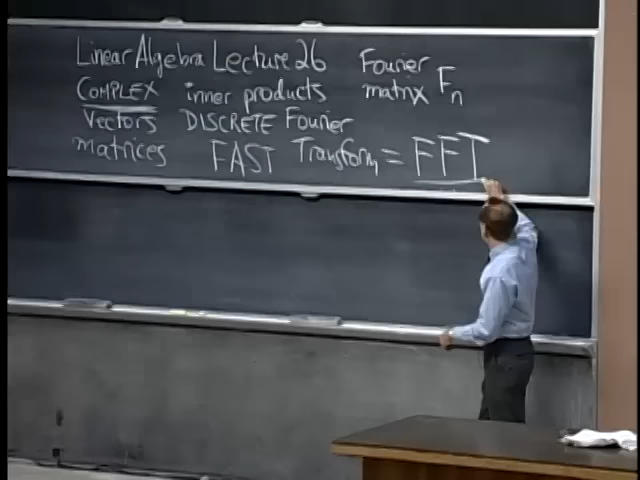 Linear Algebra Lecture 26 Fourier
COMPLEX inner products matrix Fn
Vectors DISCRETE Fourier
matrices FAST Transform = FFT